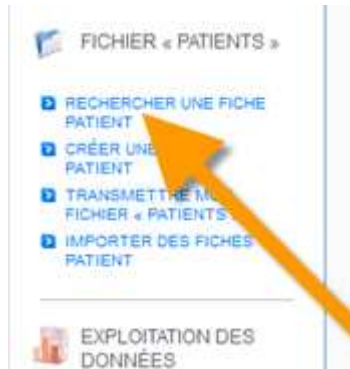 FICHIER « PATIENTS »
RECHERCHER UNE FICHE
PATIENT
CRÉER UNE
PATIENT
TRANSMETTRE
FICHIER « PATIENTS
IMPORTER DES FICHES
PATIENT
EXPLOITATION DES
DONNÉES